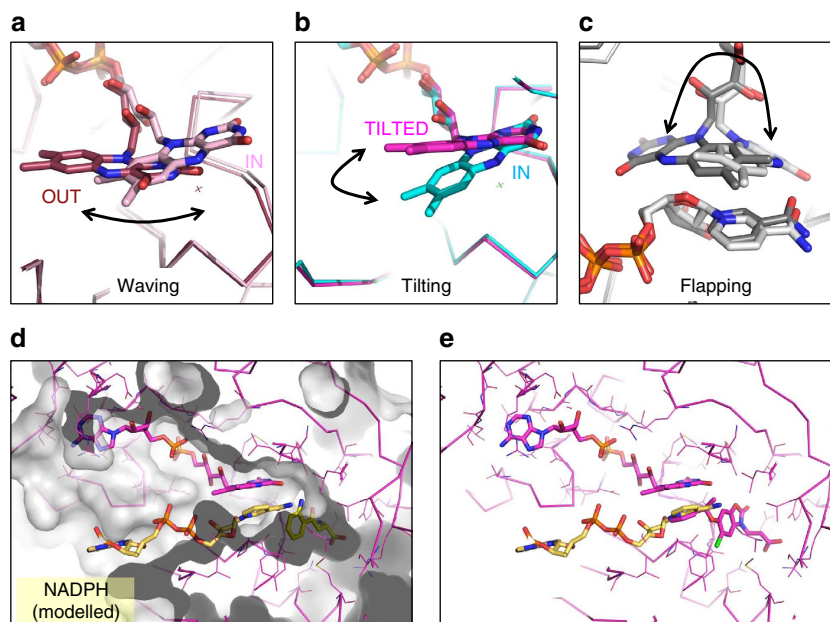 a
b
c
OUT
IN
Waving
TILTED
IN
Tilting
Flapping
d
e
NADPH
(modelled)